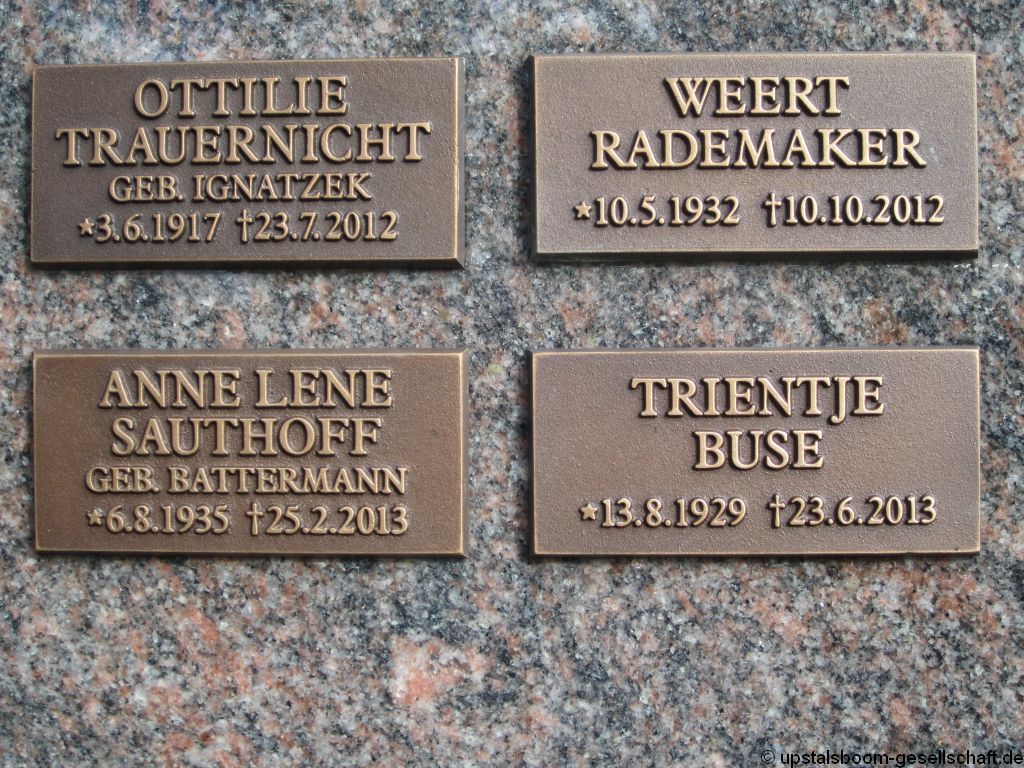 OTTILIE
TRAUERNICHT
GEB. IGNATZEK
*3.6.1917 †23.7.2012
WEERT
RADEMAKER
*10.5.1932 †10.10.2012
ANNE LENE
SAUTHOFF
GEB. BATTERMANN
*6.8.1935 †25.2.2013
TRIENTJE
BUSE
*13.8.1929 †23.6.2013
© upstalsboom-gesellschaft.de